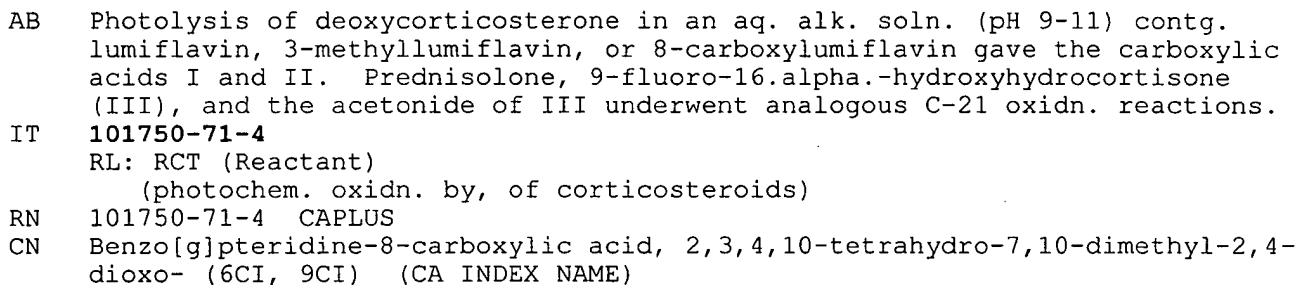 AB Photolysis of deoxycorticosterone in an aq. alk. soln. (pH 9-11) contg.
lumiflavin, 3-methyllumiflavin, or 8-carboxylumiflavin gave the carboxylic
acids I and II. Prednisolone, 9-fluoro-16.alpha.-hydroxyhydrocortisone
(III), and the acetonide of III underwent analogous C-21 oxidn. reactions.
IT 101750-71-4
RL: RCT (Reactant)
(photochem. oxidn. by, of corticosteroids)
RN 101750-71-4 CAPLUS
CN Benzo[g]pteridine-8-carboxylic acid, 2,3,4,10-tetrahydro-7,10-dimethyl-2,4-
dioxo- (6CI, 9CI) (CA INDEX NAME)